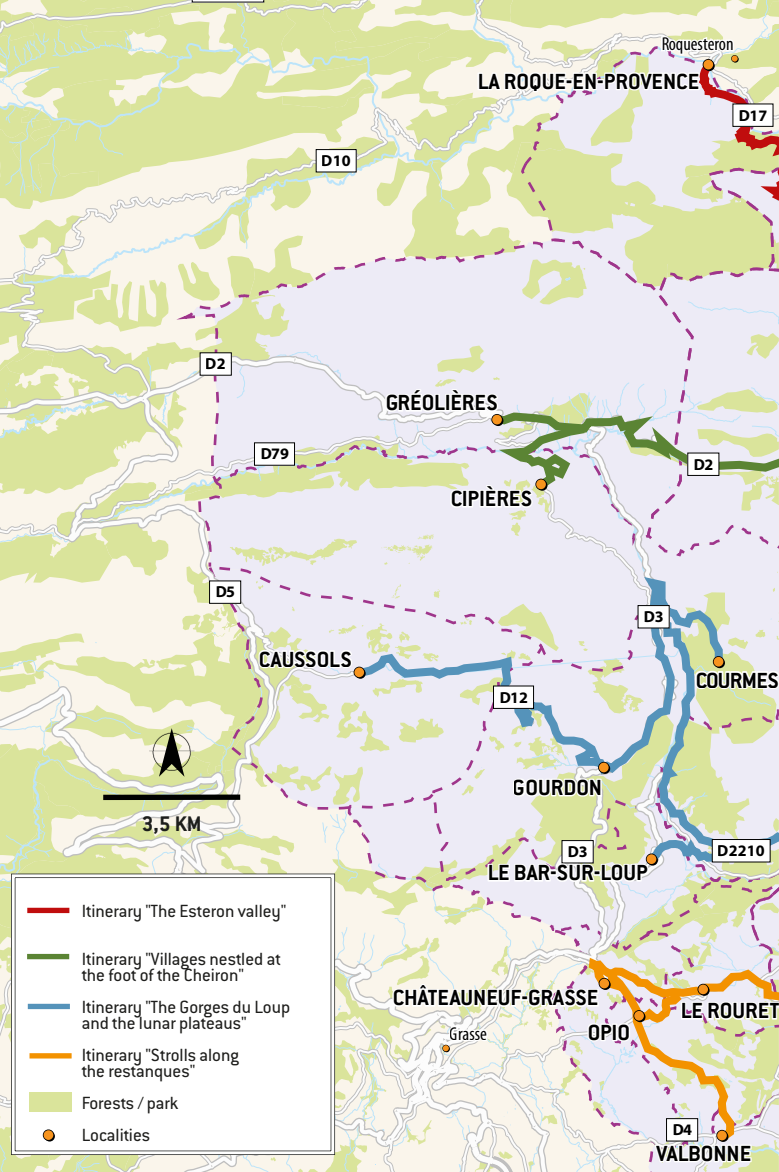 Roquesteron
LA ROQUE-EN-PROVENCE
D17
D10
D2
GRÉOLIÈRES
D79
D2
CIPIÈRES
D5
D3
CAUSSOLS
COURMES
D12
GOURDON
3,5 KM
D3
D2210
LE BAR-SUR-LOUP
CHÂTEAUNEUF-GRASSE
LE ROURET
OPIO
Grasse
D4
VALBONNE
Itinerary "The Esteron valley"
Itinerary "Villages nestled at
the foot of the Cheiron"
Itinerary "The Gorges du Loup
and the lunar plateaus"
Itinerary "Strolls along
the restanques"
Forests / park
Localities